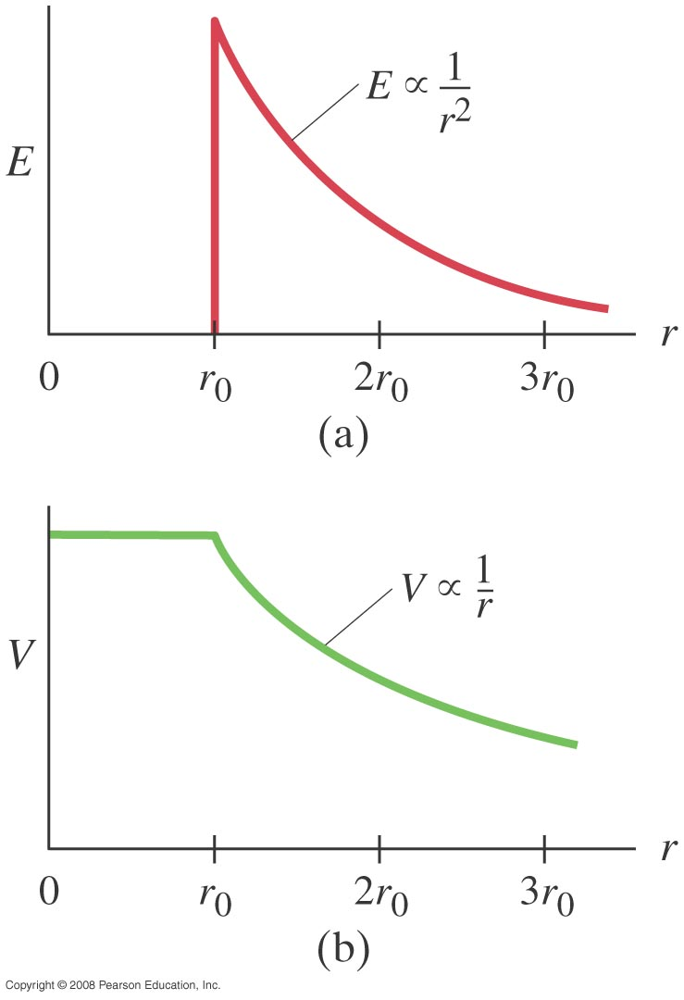 E ∝ 1/r²
E
r
0 r₀ 2r₀ 3r₀
(a)
V ∝ 1/r
V
r
0 r₀ 2r₀ 3r₀
(b)
Copyright © 2008 Pearson Education, Inc.